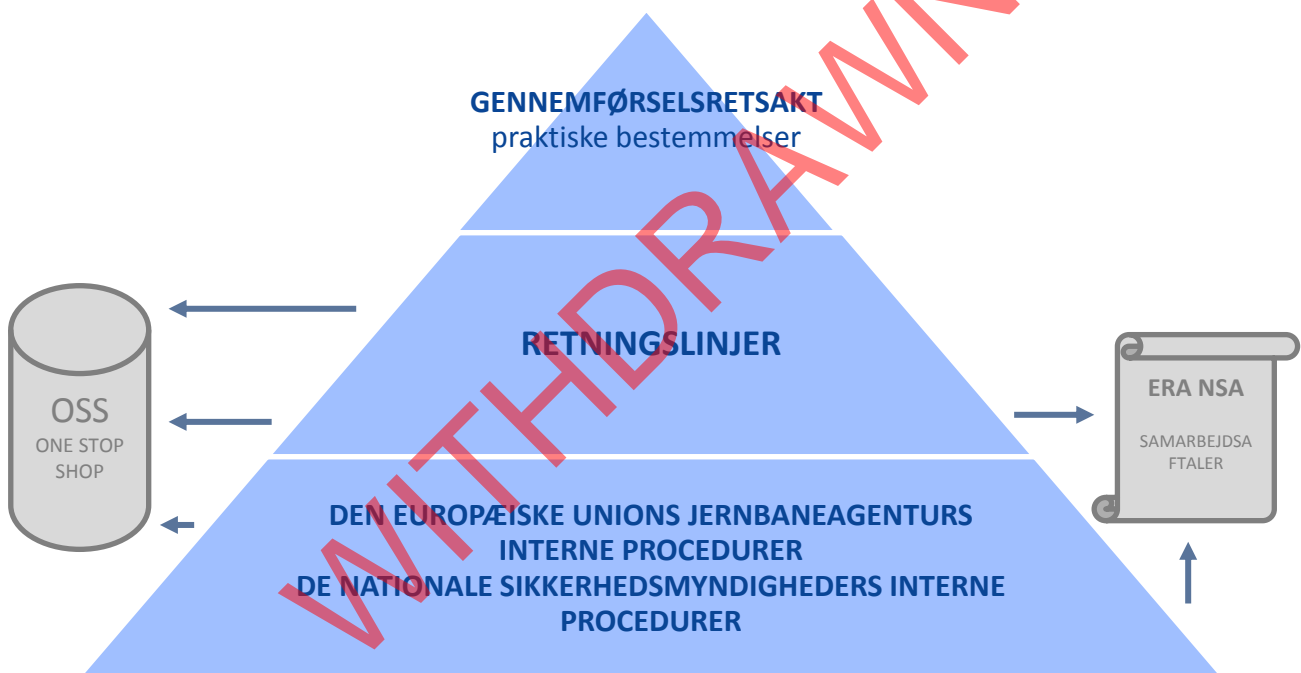 GENNEMFØRSELSRETSAKT
praktiske bestemmelser
RETNINGSLINJER
OSS
ONE STOP
SHOP
ERA NSA
SAMARBEJDSA
FTALER
DEN EUROPÆISKE UNIONS JERNBANEAGENTURS
INTERNE PROCEDURER
DE NATIONALE SIKKERHEDSMYNDIGHEDERS INTERNE
PROCEDURER
WITHDRAWN